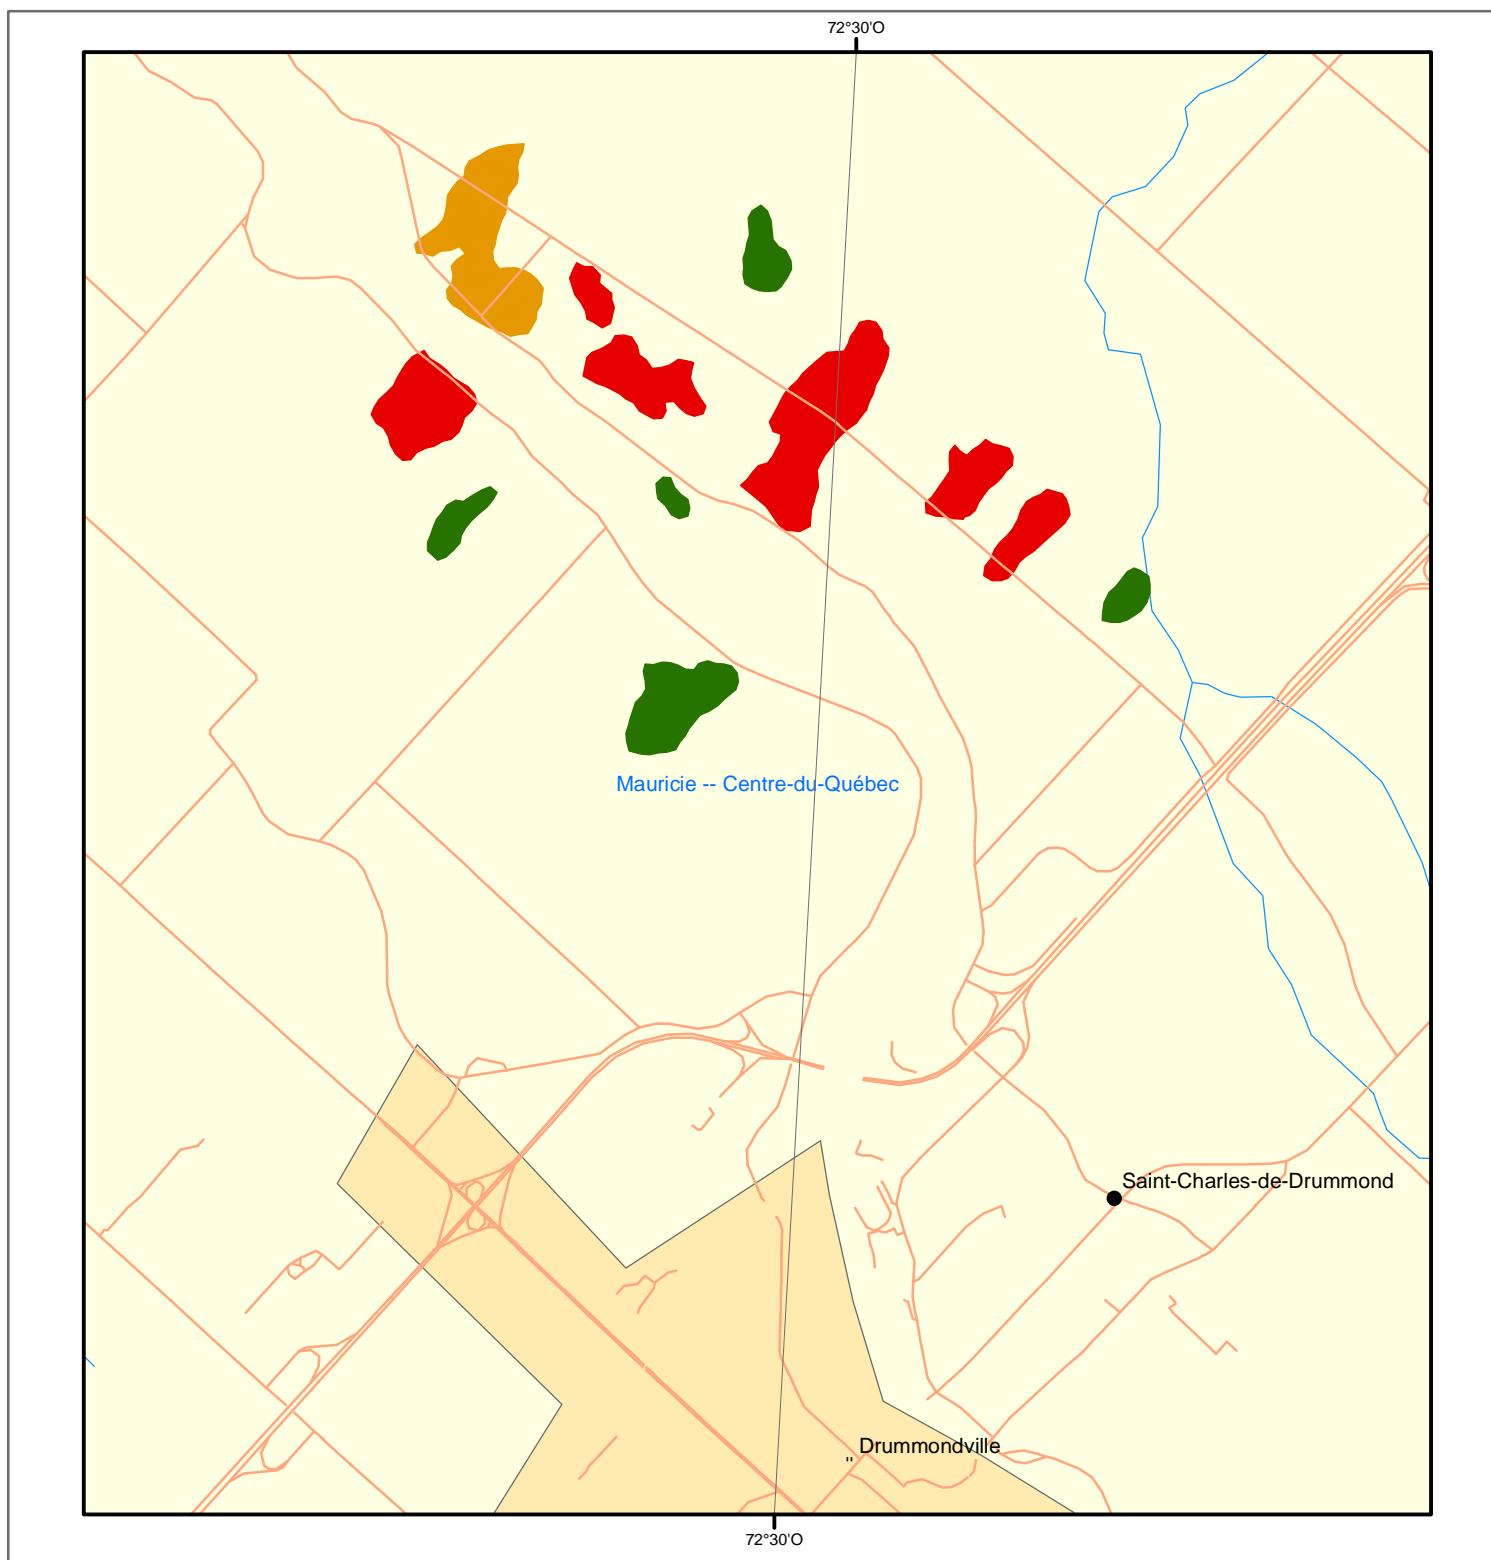 72°30'O
Mauricie -- Centre-du-Québec
Saint-Charles-de-Drummond
Drummondville
"
72°30'O